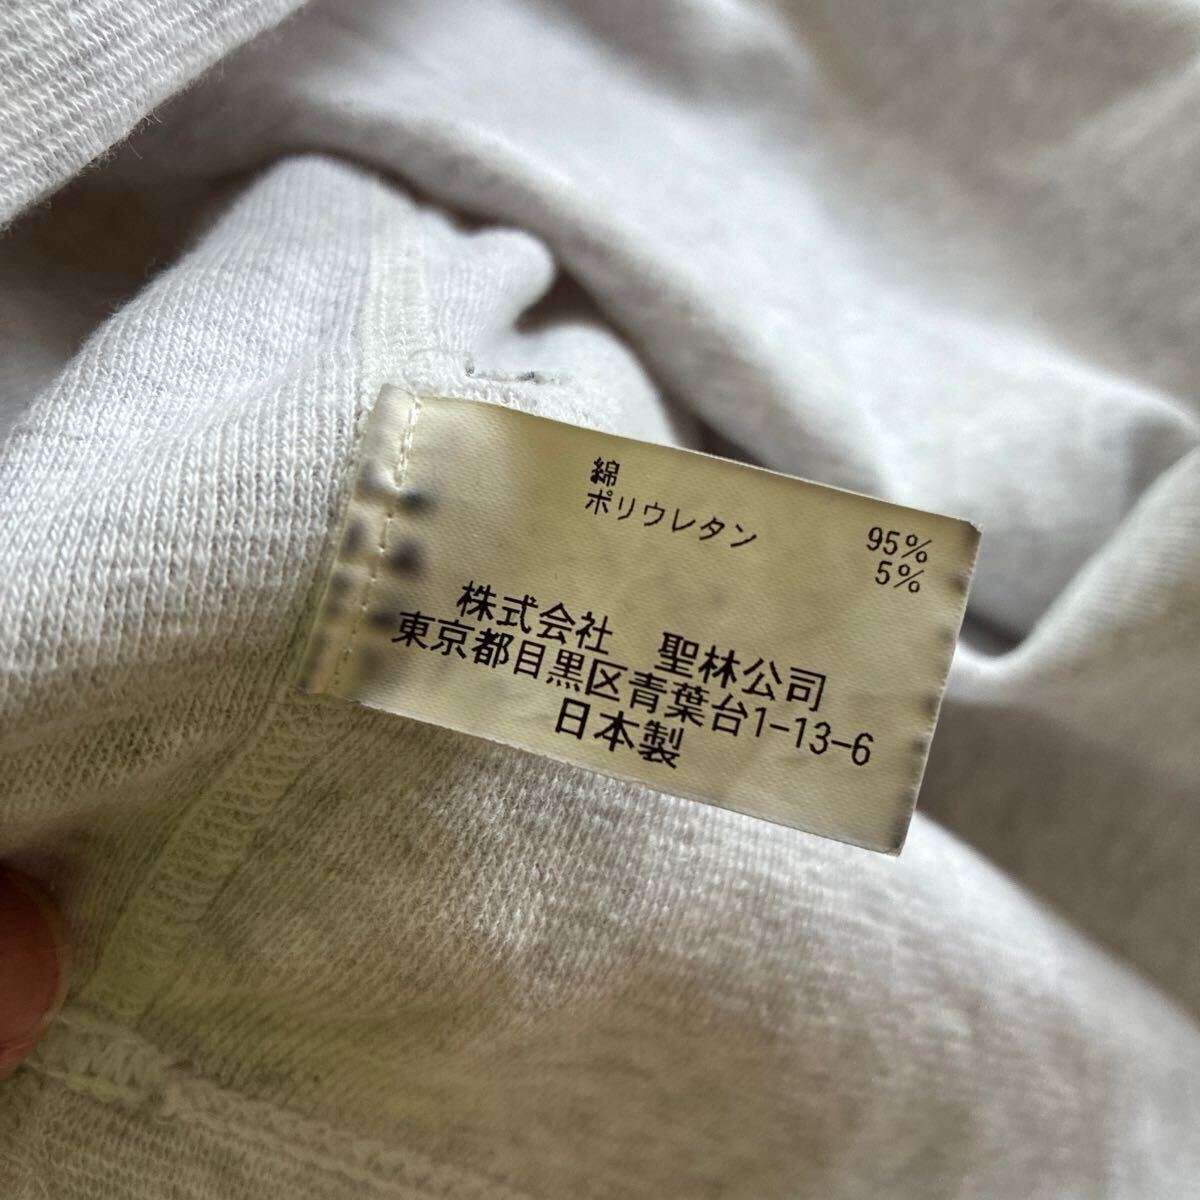 綿 95%
ポリウレタン 5%
株式会社 聖林公司
東京都目黒区青葉台1-13-6
日本製